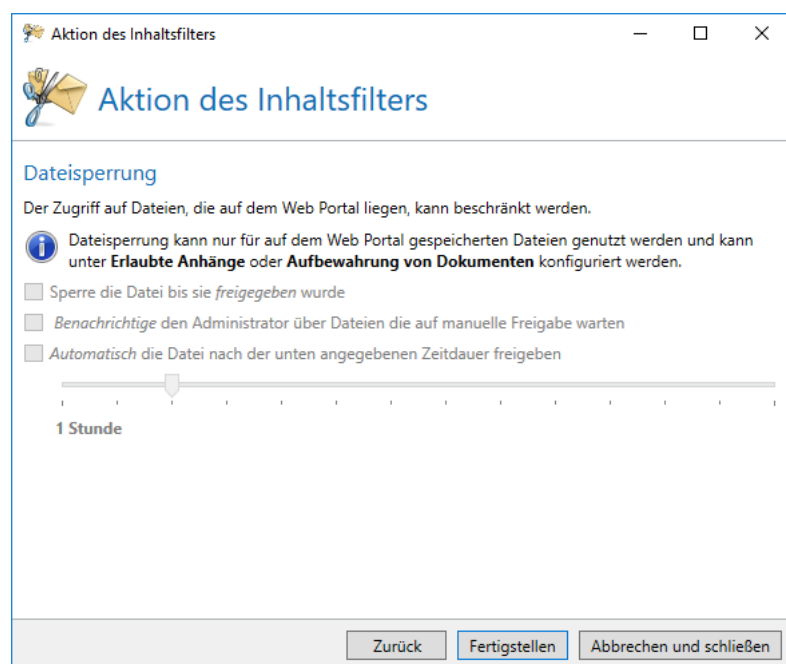 Aktion des Inhaltsfilters
Aktion des Inhaltsfilters
Dateisperrung
Der Zugriff auf Dateien, die auf dem Web Portal liegen, kann beschränkt werden.
Dateisperrung kann nur für auf dem Web Portal gespeicherten Dateien genutzt werden und kann
unter Erlaubte Anhänge oder Aufbewahrung von Dokumenten konfiguriert werden.
Sperre die Datei bis sie freigegeben wurde
Benachrichtige den Administrator über Dateien die auf manuelle Freigabe warten
Automatisch die Datei nach der unten angegebenen Zeitdauer freigeben
1 Stunde
Zurück Fertigstellen Abbrechen und schließen